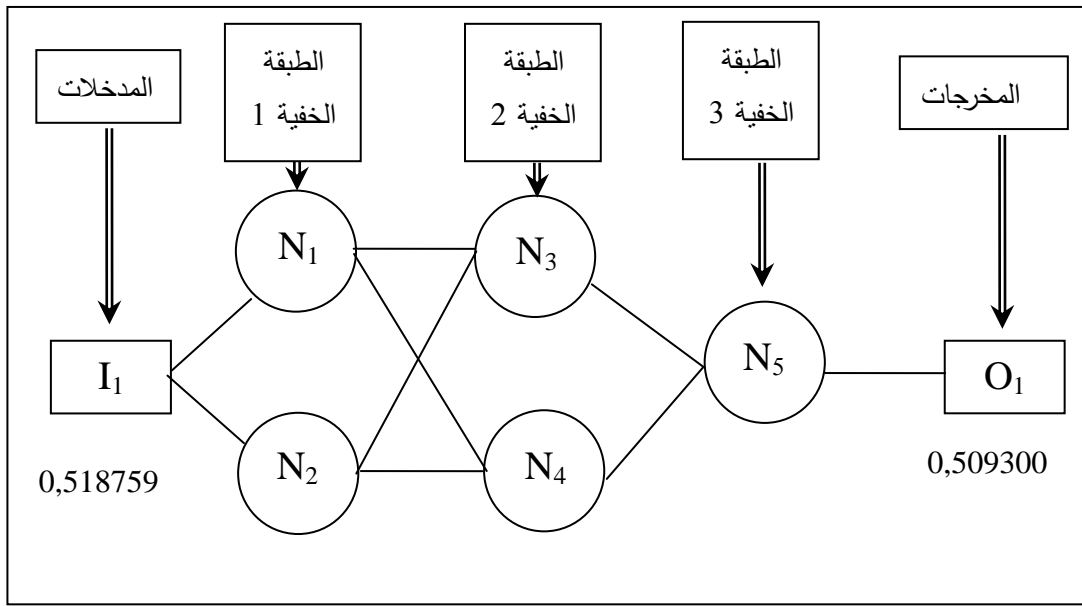 المدخلات
الطبقة
الخفية 1
الطبقة
الخفية 2
الطبقة
الخفية 3
المخرجات
N1
N3
I1
N5
O1
N2
N4
0,518759
0,509300